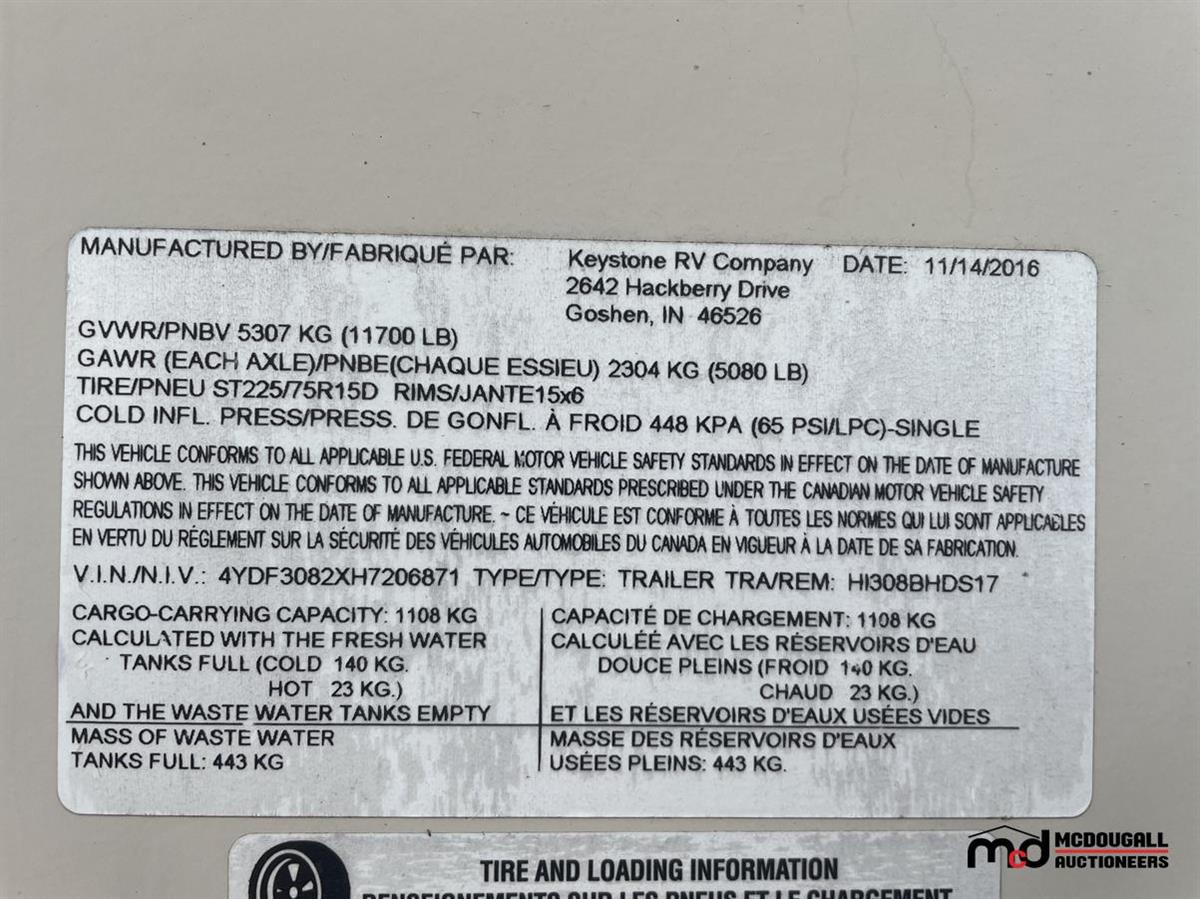 MANUFACTURED BY/FABRIQUÉ PAR: Keystone RV Company DATE: 11/14/2016
2642 Hackberry Drive
Goshen, IN 46526
GVWR/PNBV 5307 KG (11700 LB)
GAWR (EACH AXLE)/PNBE(CHAQUE ESSIEU) 2304 KG (5080 LB)
TIRE/PNEU ST225/75R15D RIMS/JANTE15x6
COLD INFL. PRESS/PRESS. DE GONFL. À FROID 448 KPA (65 PSI/LPC)-SINGLE
THIS VEHICLE CONFORMS TO ALL APPLICABLE U.S. FEDERAL MOTOR VEHICLE SAFETY STANDARDS IN EFFECT ON THE DATE OF MANUFACTURE
SHOWN ABOVE. THIS VEHICLE CONFORMS TO ALL APPLICABLE STANDARDS PRESCRIBED UNDER THE CANADIAN MOTOR VEHICLE SAFETY
REGULATIONS IN EFFECT ON THE DATE OF MANUFACTURE. ~ CE VÉHICULE EST CONFORME À TOUTES LES NORMES QUI LUI SONT APPLICABLES
EN VERTU DU RÉGLEMENT SUR LA SÉCURITÉ DES VÉHICULES AUTOMOBILES DU CANADA EN VIGUEUR À LA DATE DE SA FABRICATION.
V.I.N./N.I.V.: 4YDF3082XH7206871 TYPE/TYPE: TRAILER TRA/REM: HI308BHDS17
CARGO-CARRYING CAPACITY: 1108 KG
CALCULATED WITH THE FRESH WATER
TANKS FULL (COLD 140 KG.
HOT 23 KG.)
AND THE WASTE WATER TANKS EMPTY
MASS OF WASTE WATER
TANKS FULL: 443 KG
CAPACITÉ DE CHARGEMENT: 1108 KG
CALCULÉÉ AVEC LES RÉSERVOIRS D'EAU
DOUCE PLEINS (FROID 140 KG.
CHAUD 23 KG.)
ET LES RÉSERVOIRS D'EAUX USÉES VIDES
MASSE DES RÉSERVOIRS D'EAUX
USÉES PLEINS: 443 KG.
TIRE AND LOADING INFORMATION
RENSEIGNEMENTS SUR LES PNEUS ET LE CHARGEMENT
mcd MCDOUGALL
AUCTIONEERS